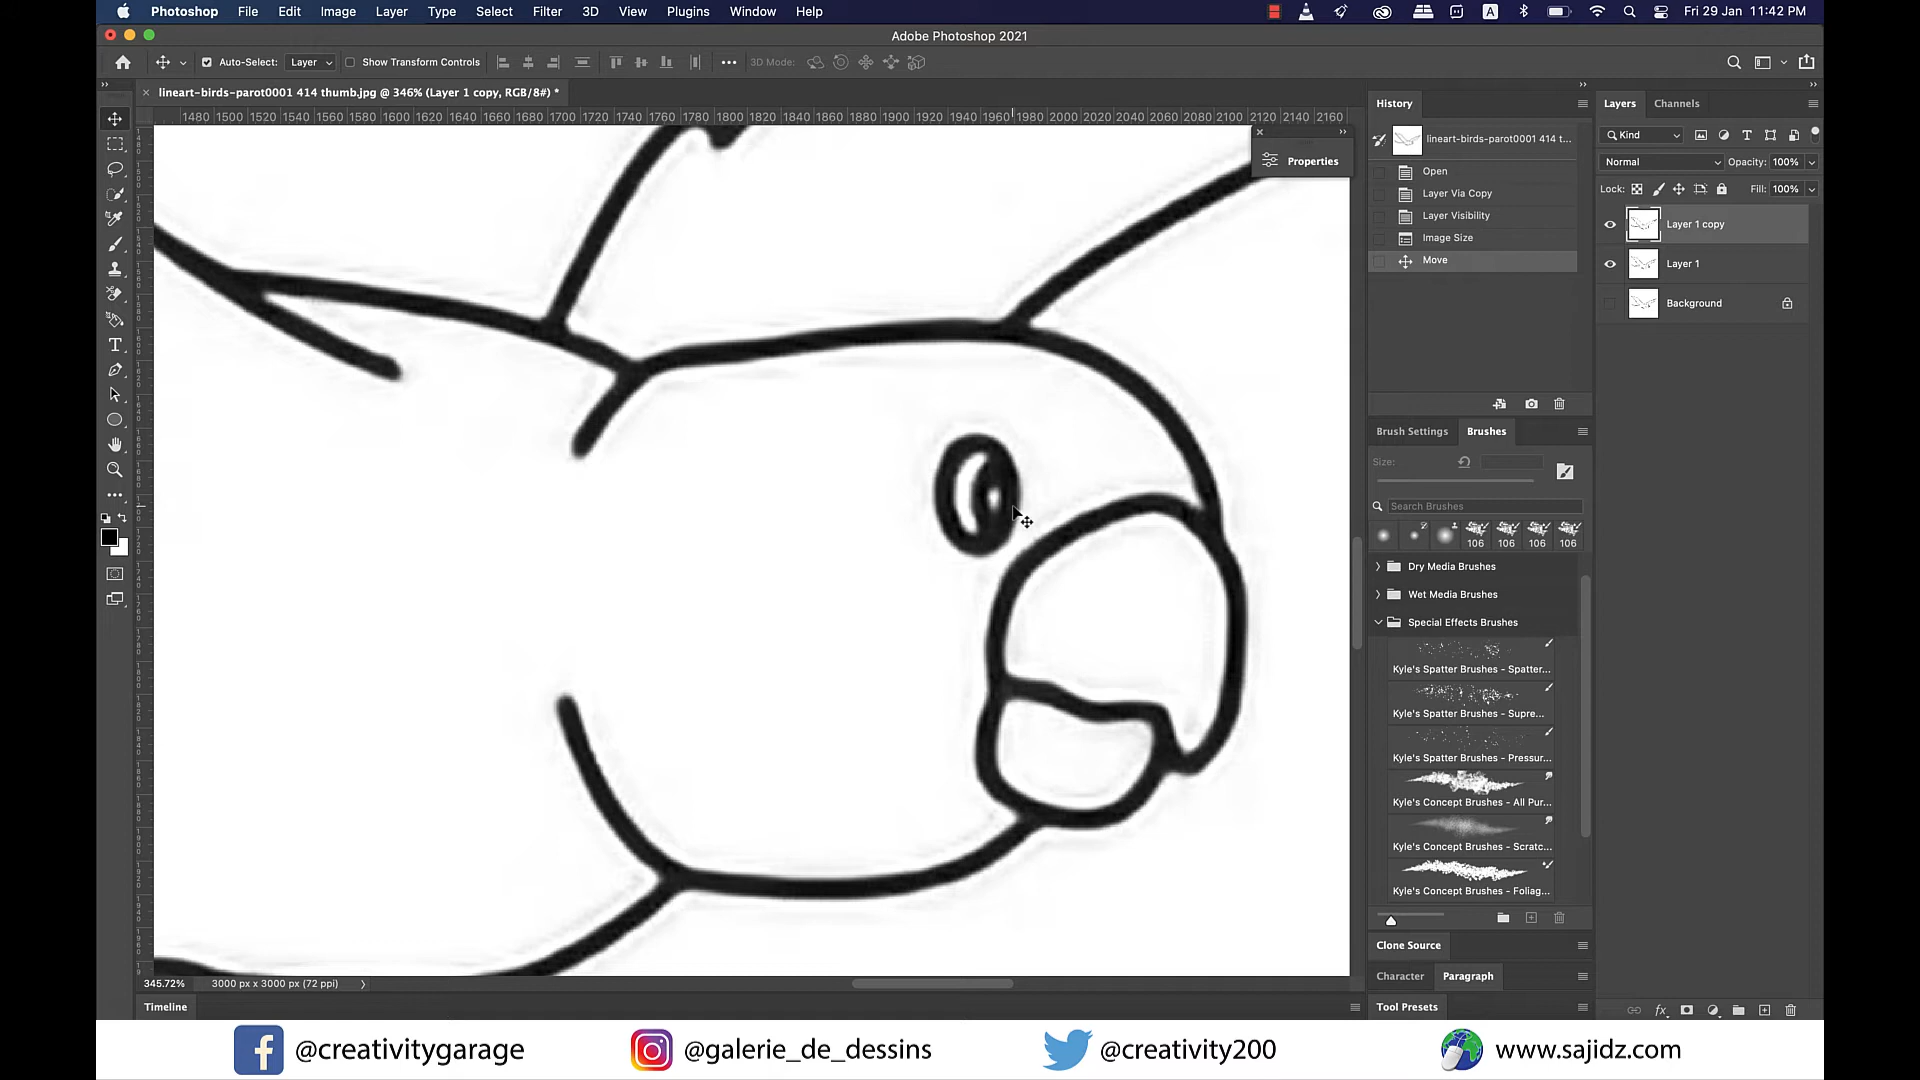 Photoshop File Edit Image Layer Type Select Filter 3D View Plugins Window Help
A Fri 29 Jan 11:42 PM
Adobe Photoshop 2021
Auto-Select: Layer Show Transform Controls 3D Mode:
lineart-birds-parot0001 414 thumb.jpg @ 346% (Layer 1 copy, RGB/8#) *
1480 1500 1520 1540 1560 1580 1600 1620 1640 1660 1680 1700 1720 1740 1760 1780 1800 1820 1840 1860 1880 1900 1920 1940 1960 1980 2000 2020 2040 2060 2080 2100 2120 2140 2160
Properties
History
lineart-birds-parot0001 414 t...
Open
Layer Via Copy
Layer Visibility
Image Size
Move
Layers Channels
Kind
Normal Opacity: 100%
Lock: Fill: 100%
Layer 1 copy
Layer 1
Background
Brush Settings Brushes
Size:
Search Brushes
106 106 106 106
Dry Media Brushes
Wet Media Brushes
Special Effects Brushes
Kyle's Spatter Brushes - Spatter...
Kyle's Spatter Brushes - Supre...
Kyle's Spatter Brushes - Pressur...
Kyle's Concept Brushes - All Pur...
Kyle's Concept Brushes - Scratc...
Kyle's Concept Brushes - Foliag...
Clone Source
Character Paragraph
Tool Presets
345.72% 3000 px x 3000 px (72 ppi)
Timeline
@creativitygarage @galerie_de_dessins @creativity200 www.sajidz.com